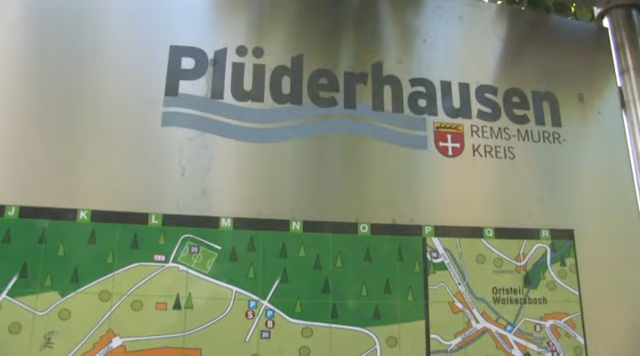 Plüderhausen
REMS-MURR-
KREIS
J K L M N O P Q R
Ortsteil
Walkersbach
P
S
P
B